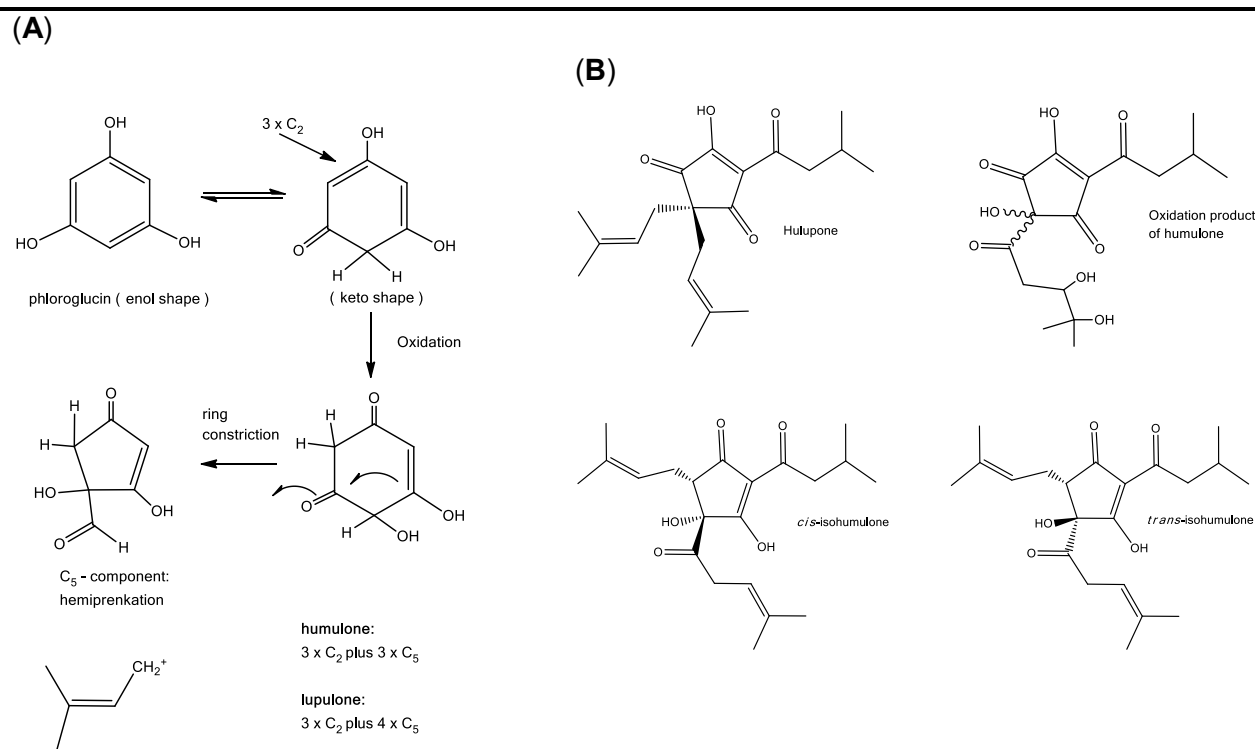 (A)
(B)
OH
HO
OH
phloroglucin ( enol shape )
3 x C2
OH
O
OH
H H
( keto shape )
Oxidation
O
H
H
O
H OH
OH
ring
constriction
O
H
H
HO
OH
O
H
C5 - component:
hemiprenkation
CH2+
humulone:
3 x C2 plus 3 x C5
lupulone:
3 x C2 plus 4 x C5
HO
O
O
O
Hulupone
HO
O
O
HO
O
O
OH
OH
Oxidation product
of humulone
O
O
HO
OH
O
cis-isohumulone
O
O
HO
OH
O
trans-isohumulone